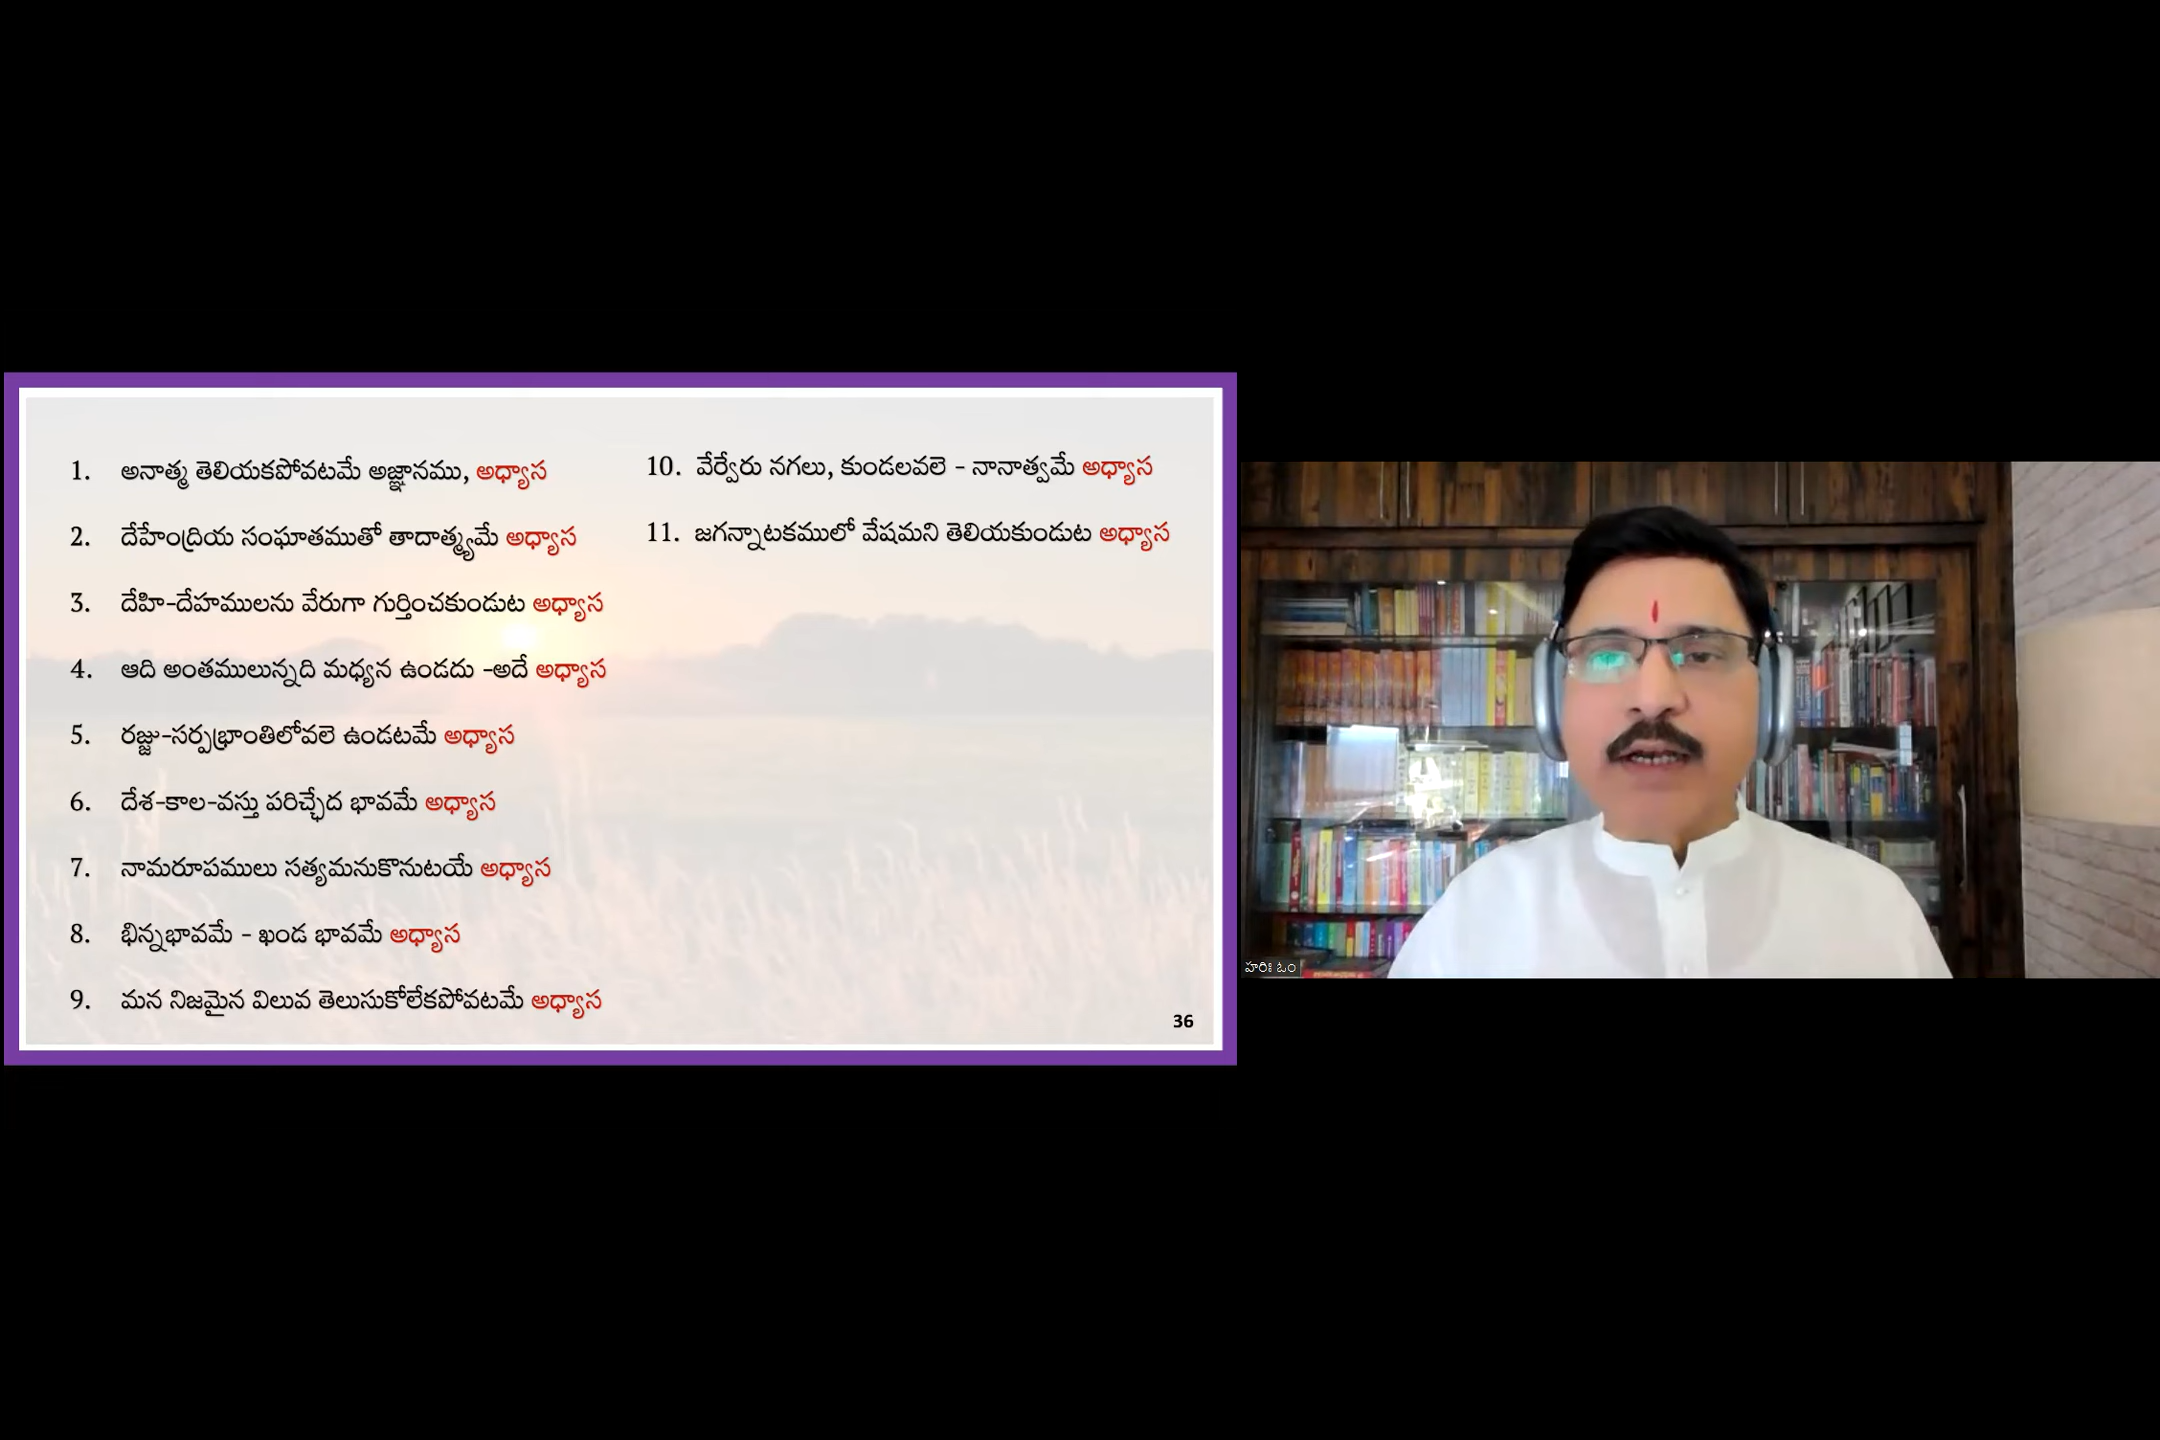 1. అనాత్మ తెలియకపోవటమే అజ్ఞానము, అధ్యాస
2. దేహేంద్రియ సంఘాతముతో తాదాత్మ్యమే అధ్యాస
3. దేహి-దేహములను వేరుగా గుర్తించకుండుట అధ్యాస
4. ఆది అంతములున్నది మధ్యన ఉండదు -అదే అధ్యాస
5. రజ్జు-సర్పభ్రాంతిలోవలె ఉండటమే అధ్యాస
6. దేశ-కాల-వస్తు పరిచ్ఛేద భావమే అధ్యాస
7. నామరూపములు సత్యమనుకొనుటయే అధ్యాస
8. భిన్నభావమే - ఖండ భావమే అధ్యాస
9. మన నిజమైన విలువ తెలుసుకోలేకపోవటమే అధ్యాస
10. వేర్వేరు నగలు, కుండలవలె - నానాత్వమే అధ్యాస
11. జగన్నాటకములో వేషమని తెలియకుండుట అధ్యాస
36
హరిః ఓం